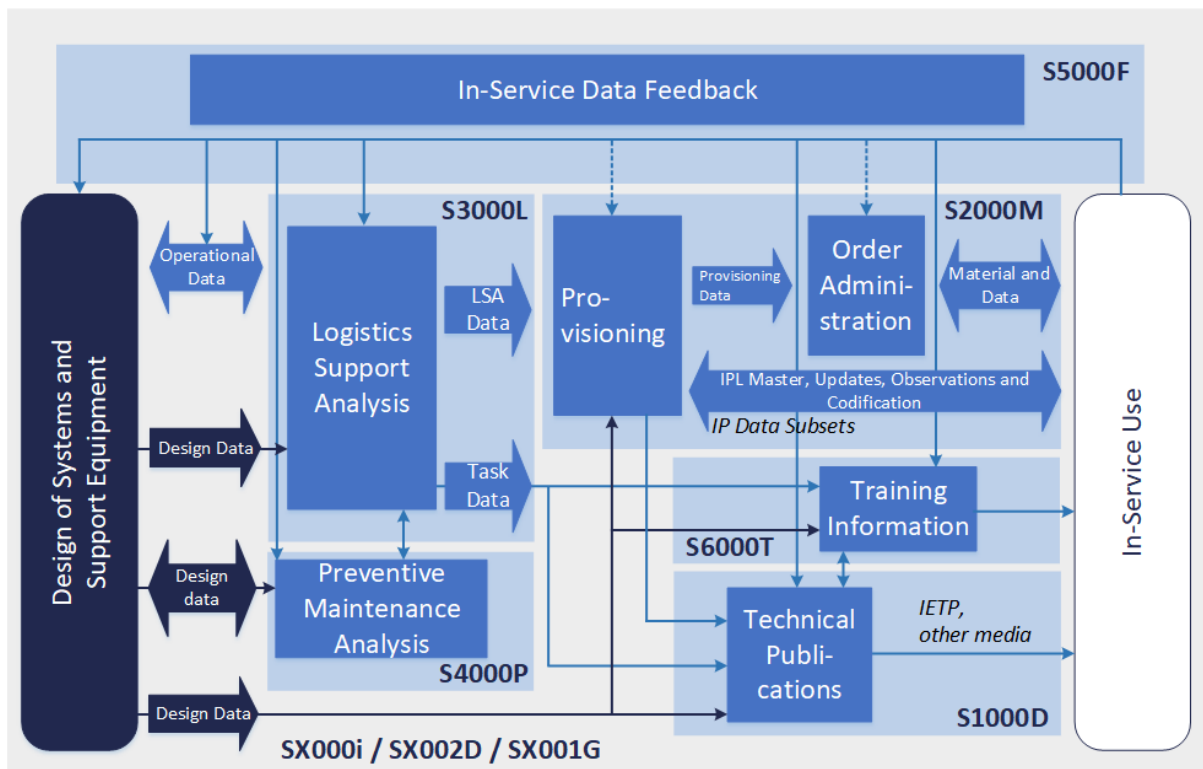 S5000F
In-Service Data Feedback
Design of Systems and
Support Equipment
Operational
Data
S3000L
Logistics
Support
Analysis
LSA
Data
Design Data
Task
Data
S2000M
Pro-
visioning
Provisioning
Data
Order
Admini-
stration
Material and
Data
IPL Master, Updates, Observations and
Codification
IP Data Subsets
Training
Information
S6000T
Design
data
Preventive
Maintenance
Analysis
S4000P
Technical
Publi-
cations
IETP,
other media
S1000D
Design Data
SX000i / SX002D / SX001G
In-Service Use